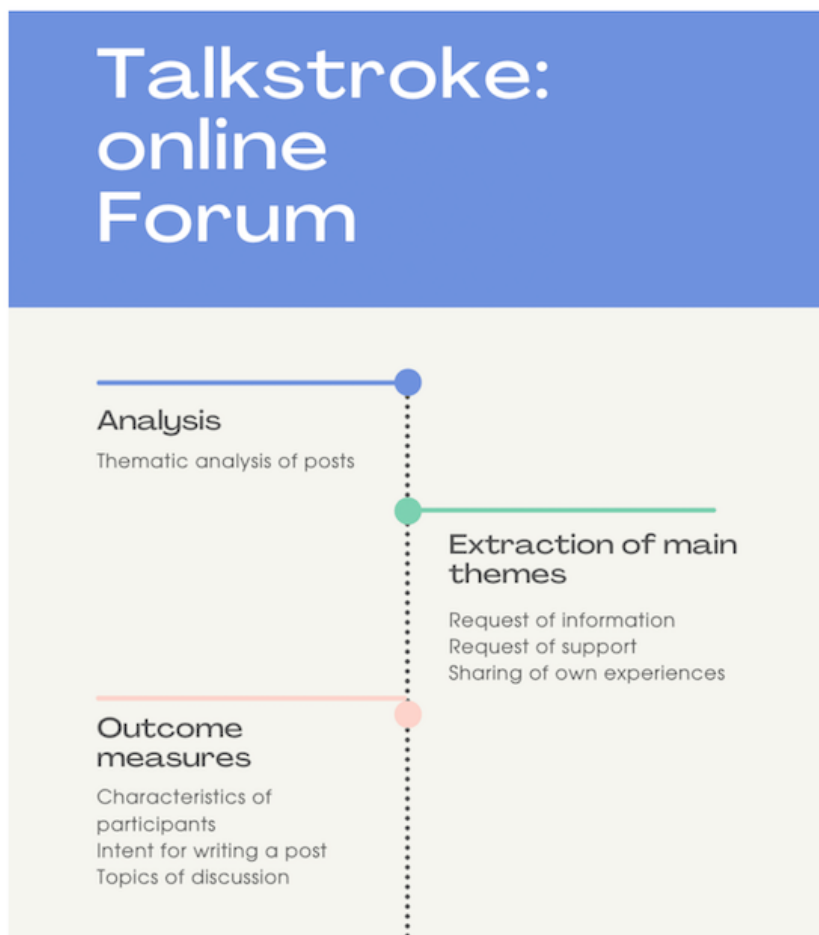 Talkstroke:
online
Forum
Analysis
Thematic analysis of posts
Extraction of main
themes
Request of information
Request of support
Sharing of own experiences
Outcome
measures
Characteristics of
participants
Intent for writing a post
Topics of discussion